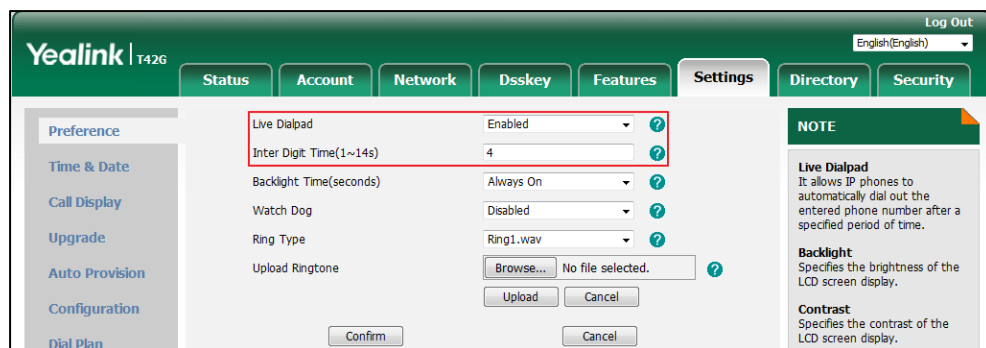 Log Out
Yealink T42G
English(English)
Status Account Network Dsskey Features Settings Directory Security
Preference
Time & Date
Call Display
Upgrade
Auto Provision
Configuration
Dial Plan
Live Dialpad Enabled ?
Inter Digit Time(1~14s) 4 ?
Backlight Time(seconds) Always On ?
Watch Dog Disabled ?
Ring Type Ring1.wav ?
Upload Ringtone Browse... No file selected. ?
Upload Cancel
Confirm Cancel
NOTE
Live Dialpad
It allows IP phones to
automatically dial out the
entered phone number after a
specified period of time.
Backlight
Specifies the brightness of the
LCD screen display.
Contrast
Specifies the contrast of the
LCD screen display.